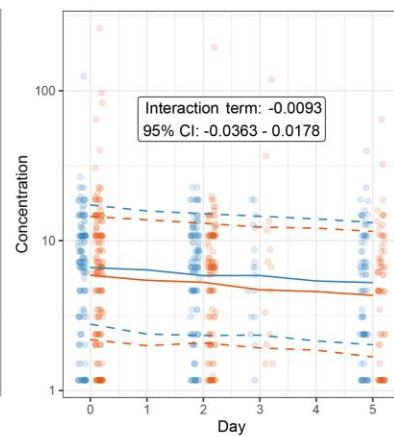 Concentration
100
10
1
Interaction term: -0.0093
95% CI: -0.0363 - 0.0178
0 1 2 3 4 5
Day